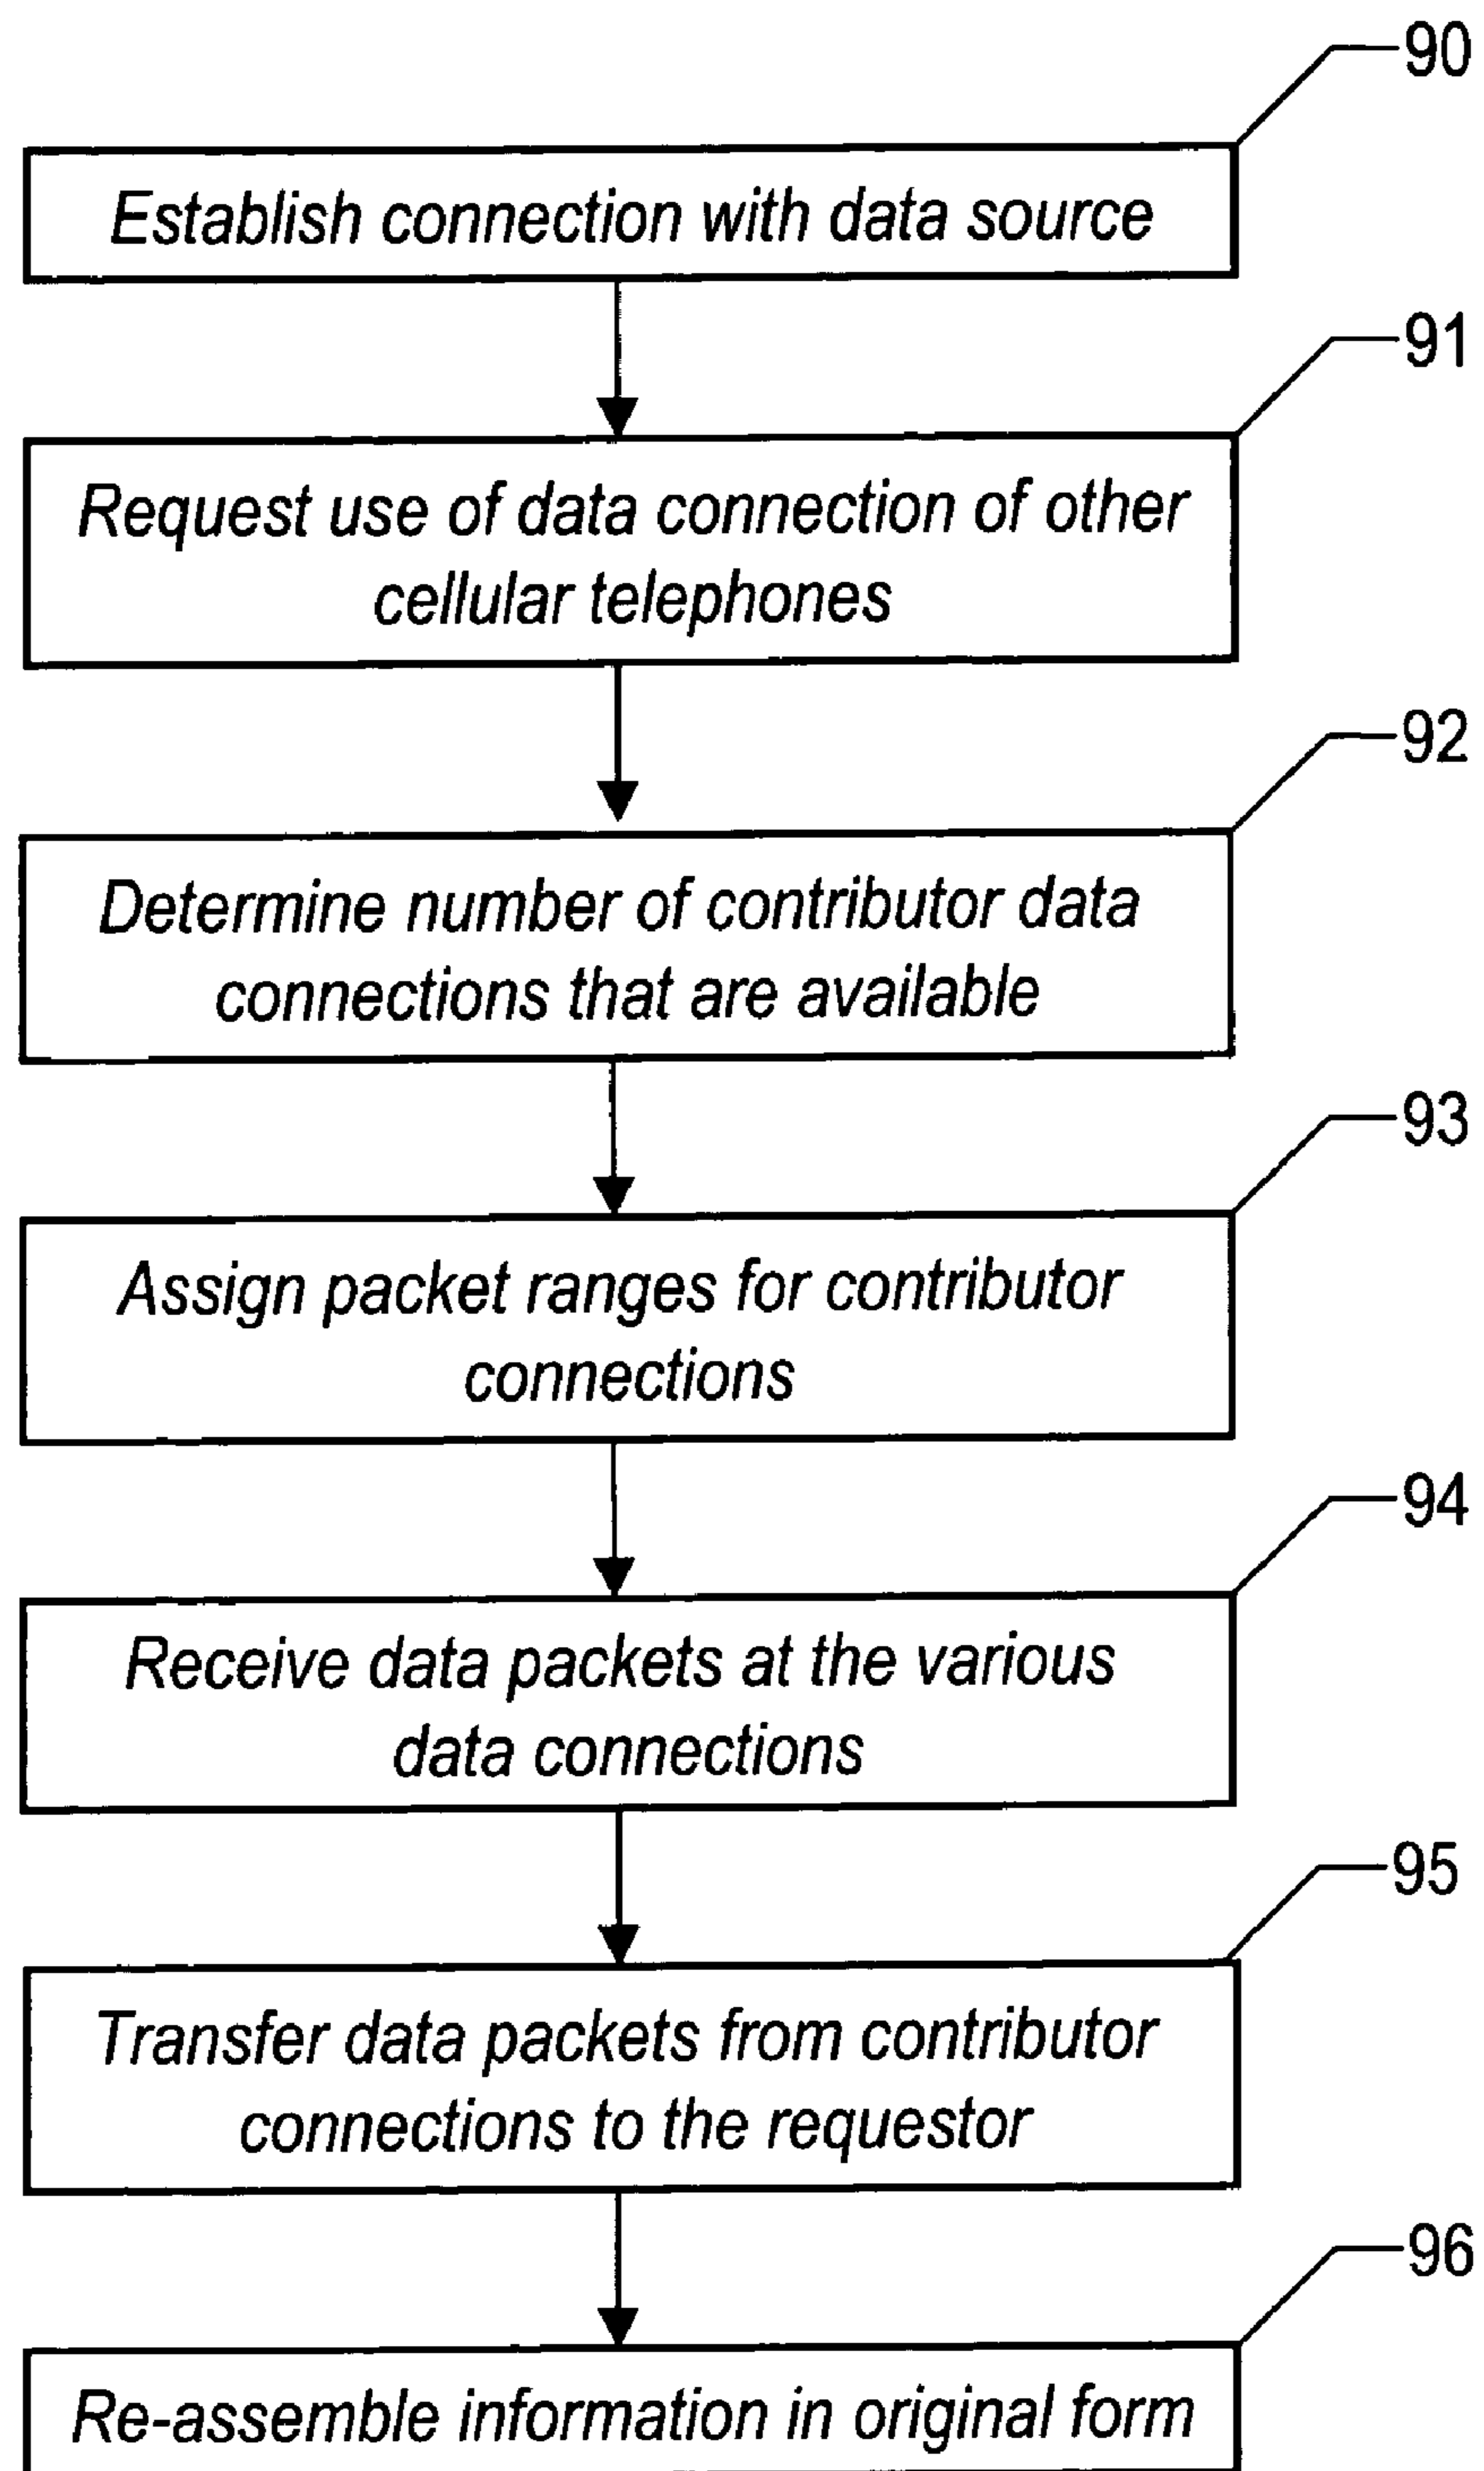 90
Establish connection with data source
91
Request use of data connection of other
cellular telephones
92
Determine number of contributor data
connections that are available
93
Assign packet ranges for contributor
connections
94
Receive data packets at the various
data connections
95
Transfer data packets from contributor
connections to the requestor
96
Re-assemble information in original form